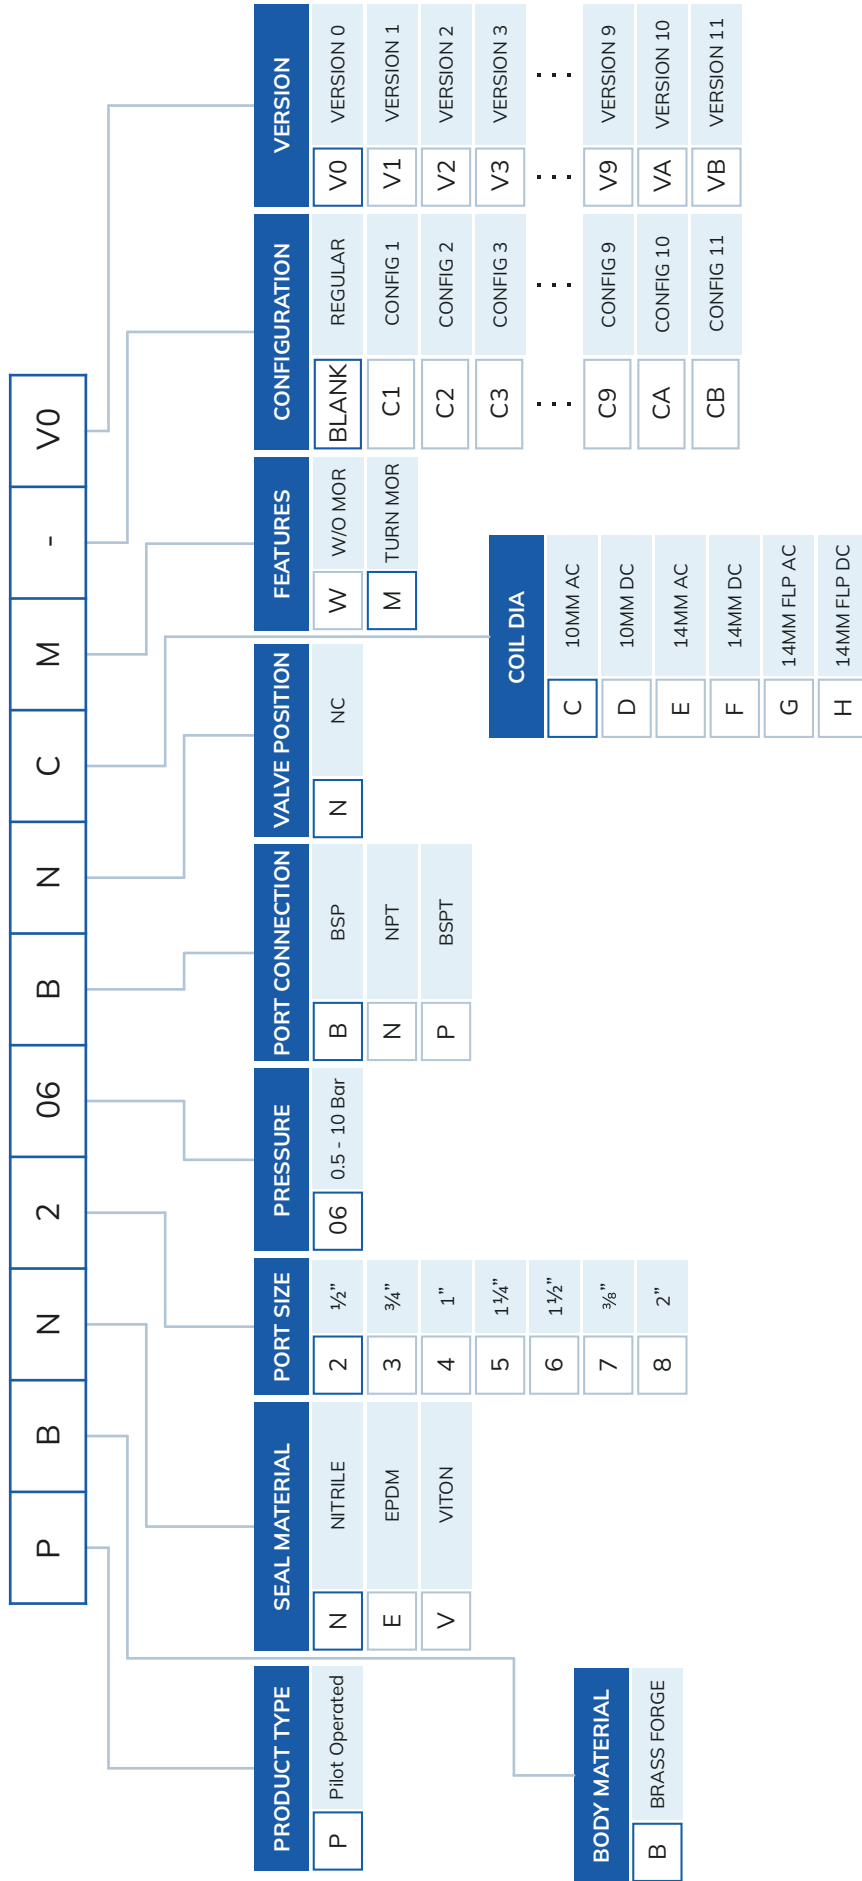 P B N 2 06 B N C M - V0
PRODUCT TYPE
P Pilot Operated
BODY MATERIAL
B BRASS FORGE
SEAL MATERIAL
N NITRILE
E EPDM
V VITON
PORT SIZE
2 ½”
3 ¾”
4 1”
5 1¼”
6 1½”
7 ⅜”
8 2”
PRESSURE
06 0.5 - 10 Bar
PORT CONNECTION
B BSP
N NPT
P BSPT
VALVE POSITION
N NC
COIL DIA
C 10MM AC
D 10MM DC
E 14MM AC
F 14MM DC
G 14MM FLP AC
H 14MM FLP DC
FEATURES
W W/O MOR
M TURN MOR
CONFIGURATION
BLANK REGULAR
C1 CONFIG 1
C2 CONFIG 2
C3 CONFIG 3
... ...
C9 CONFIG 9
CA CONFIG 10
CB CONFIG 11
VERSION
V0 VERSION 0
V1 VERSION 1
V2 VERSION 2
V3 VERSION 3
... ...
V9 VERSION 9
VA VERSION 10
VB VERSION 11